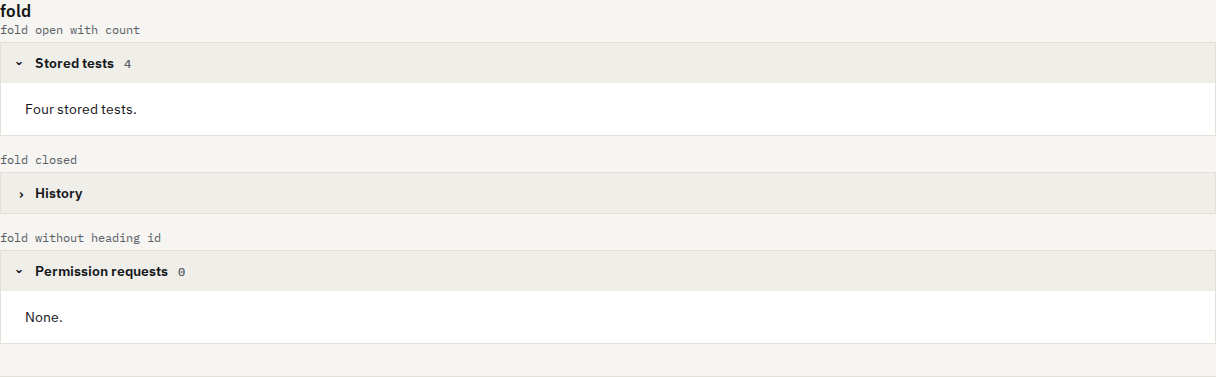 fold
fold open with count
Stored tests 4
Four stored tests.
fold closed
History
fold without heading id
Permission requests 0
None.